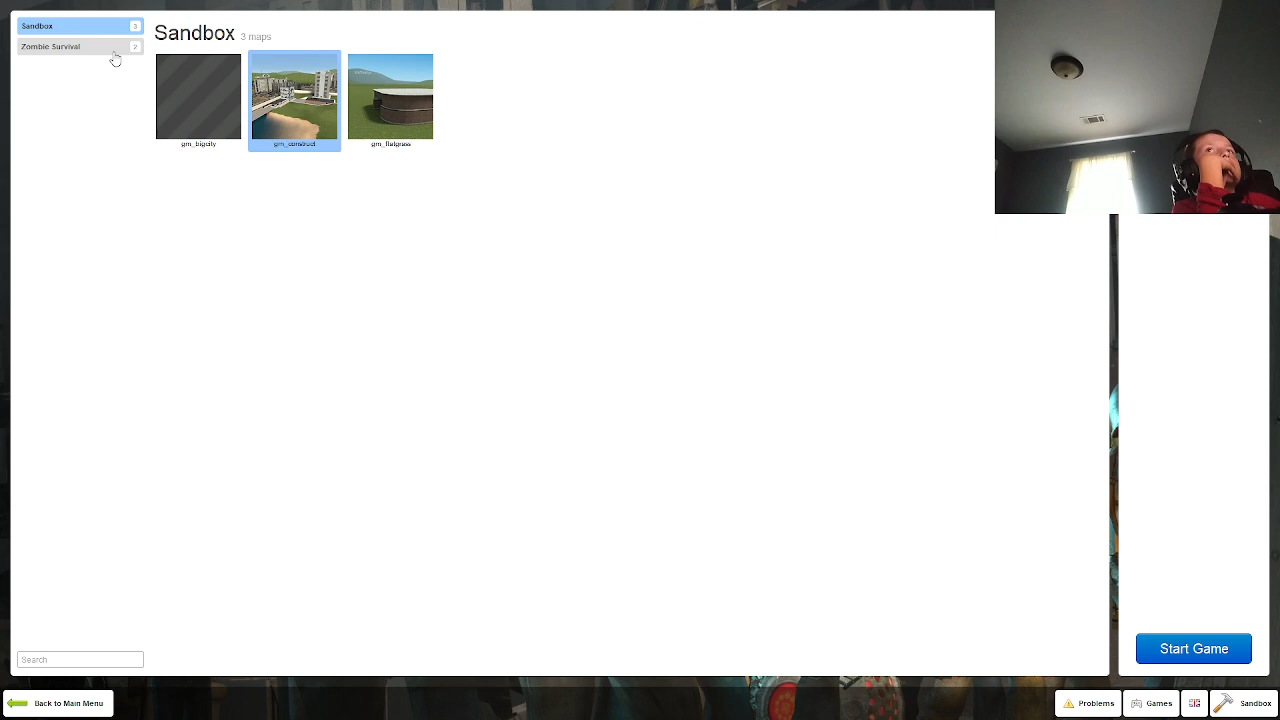 Sandbox 3
Zombie Survival 2
Sandbox 3 maps
gm_bigcity
gm_construct
gm_flatgrass
Search
Start Game
Back to Main Menu
Problems
Games
Sandbox